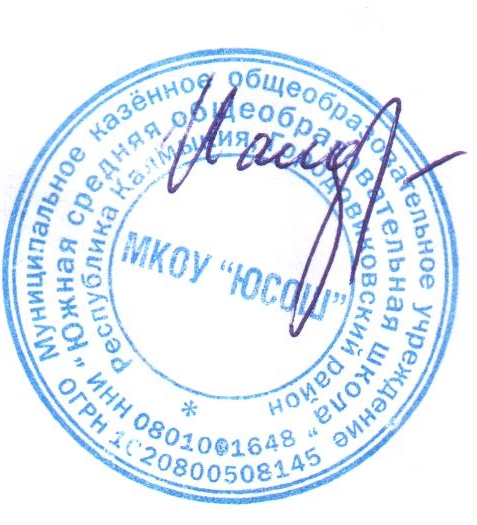 Муниципальное казённое общеобразовательное учреждение
"Южная средняя общеобразовательная школа"
Республика Калмыкия, Городовиковский район
*
МКОУ "ЮСОШ"
ИНН 0801001648
ОГРН 1020800508145